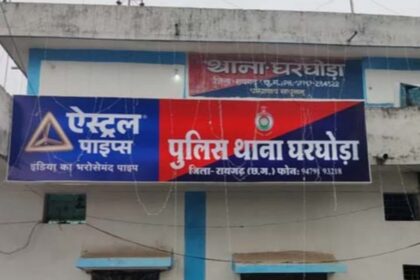 थाना-घरघोड़ा
ऐस्ट्रल®
पाइप्स
इंडिया का भरोसेमंद पाइप
पुलिस थाना घरघोड़ा
जिला- रायगढ़ (छ.ग.) फोन: 94791 93218